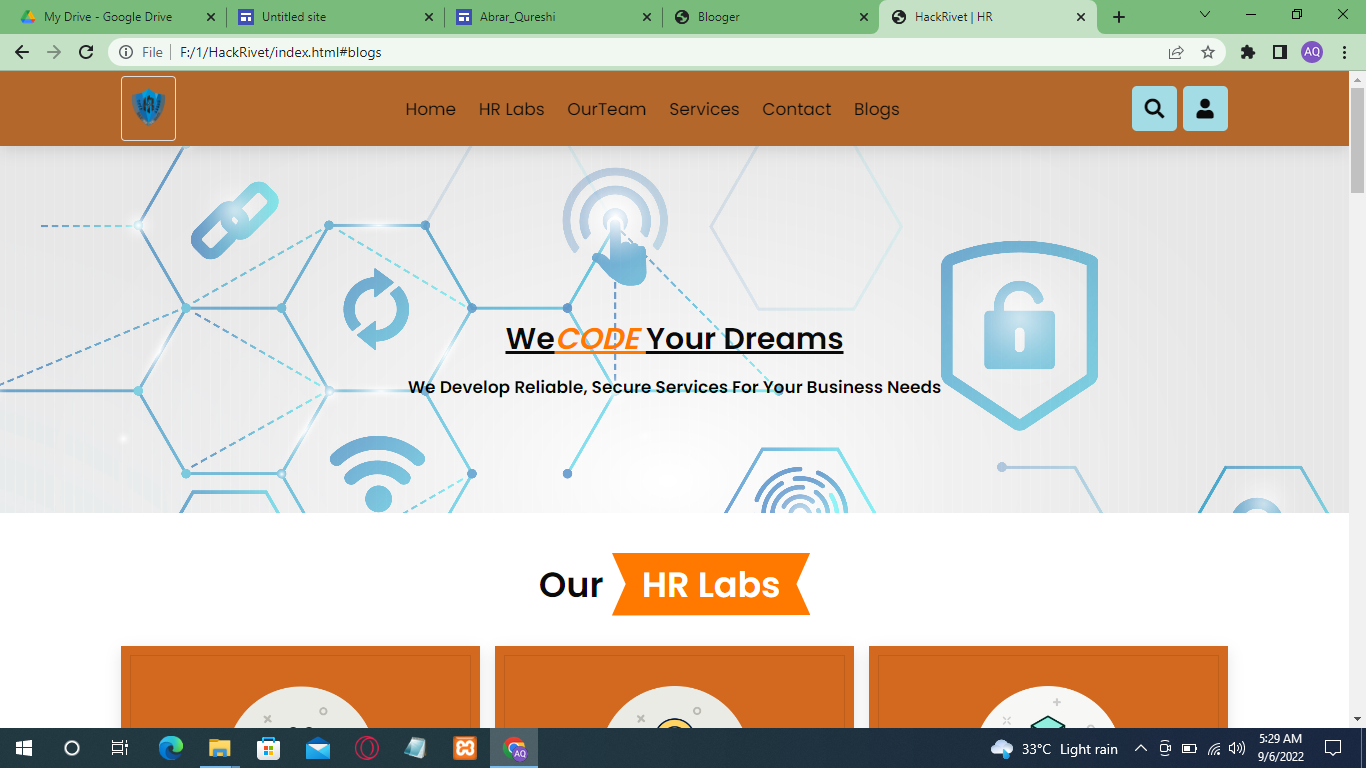 My Drive - Google Drive
Untitled site
Abrar_Qureshi
Blooger
HackRivet | HR
File F:/1/HackRivet/index.html#blogs
AQ
Home HR Labs OurTeam Services Contact Blogs
WeCODE Your Dreams
We Develop Reliable, Secure Services For Your Business Needs
Our HR Labs
AQ
33°C Light rain
5:29 AM
9/6/2022